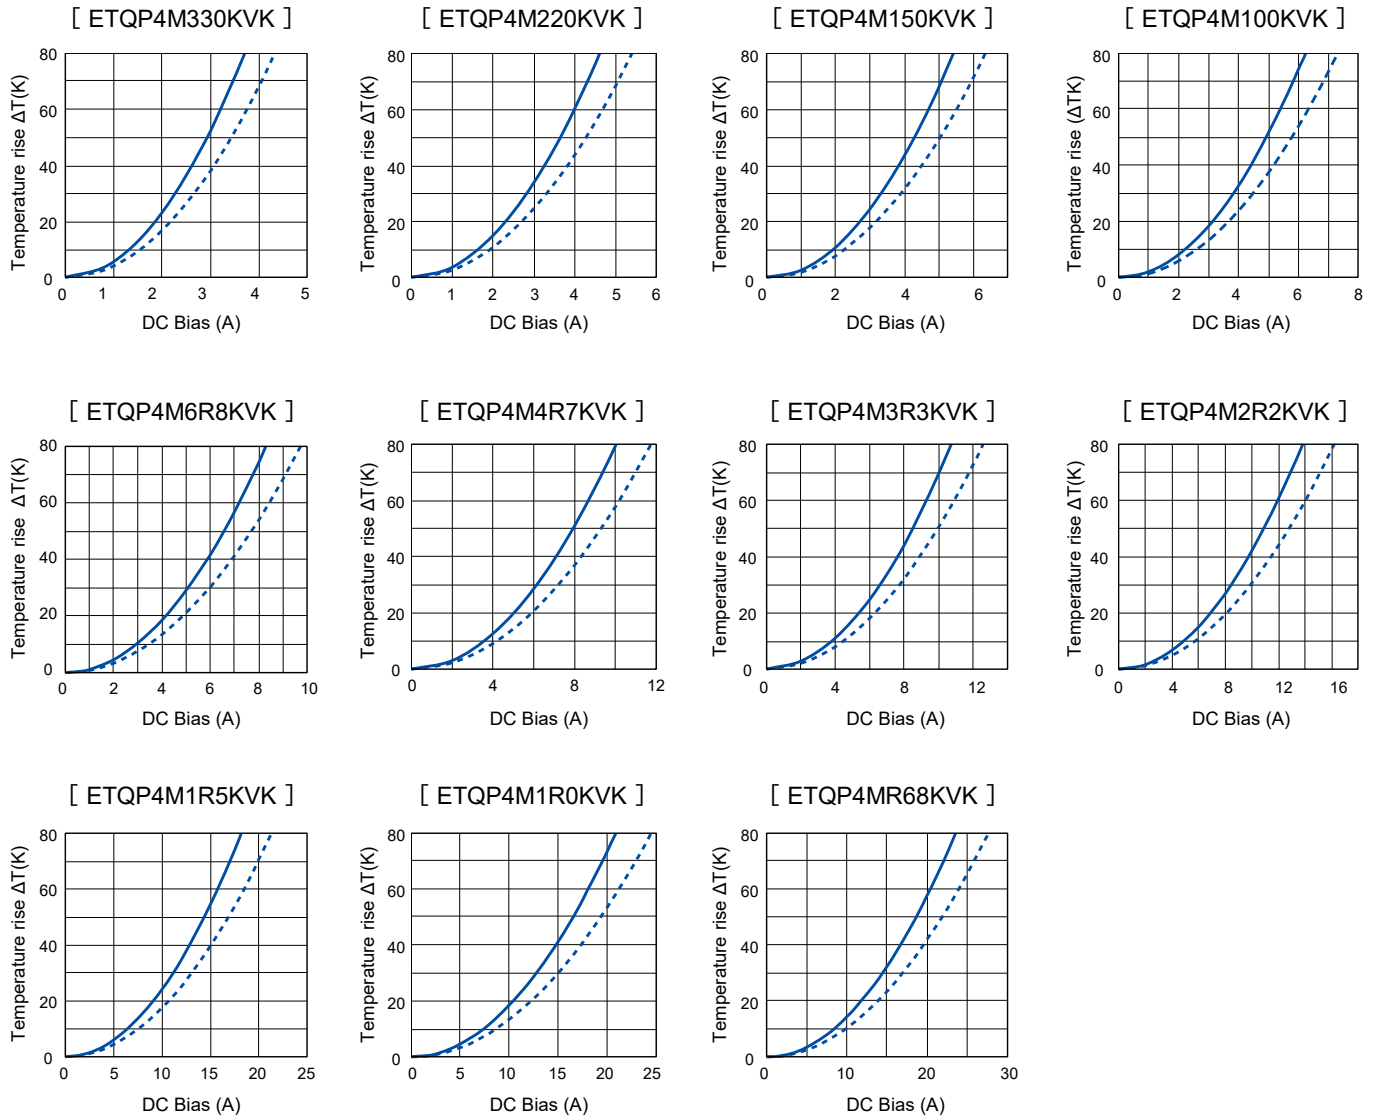 [ ETQP4M330KVK ]
80
60
40
20
0
Temperature rise ΔT(K)
0 1 2 3 4 5
DC Bias (A)
[ ETQP4M220KVK ]
80
60
40
20
0
Temperature rise ΔT(K)
0 1 2 3 4 5 6
DC Bias (A)
[ ETQP4M150KVK ]
80
60
40
20
0
Temperature rise ΔT(K)
0 2 4 6
DC Bias (A)
[ ETQP4M100KVK ]
80
60
40
20
0
Temperature rise (ΔTK)
0 2 4 6 8
DC Bias (A)
[ ETQP4M6R8KVK ]
80
60
40
20
0
Temperature rise ΔT(K)
0 2 4 6 8 10
DC Bias (A)
[ ETQP4M4R7KVK ]
80
60
40
20
0
Temperature rise ΔT(K)
0 4 8 12
DC Bias (A)
[ ETQP4M3R3KVK ]
80
60
40
20
0
Temperature rise ΔT(K)
0 4 8 12
DC Bias (A)
[ ETQP4M2R2KVK ]
80
60
40
20
0
Temperature rise ΔT(K)
0 4 8 12 16
DC Bias (A)
[ ETQP4M1R5KVK ]
80
60
40
20
0
Temperature rise ΔT(K)
0 5 10 15 20 25
DC Bias (A)
[ ETQP4M1R0KVK ]
80
60
40
20
0
Temperature rise ΔT(K)
0 5 10 15 20 25
DC Bias (A)
[ ETQP4MR68KVK ]
80
60
40
20
0
Temperature rise ΔT(K)
0 10 20 30
DC Bias (A)